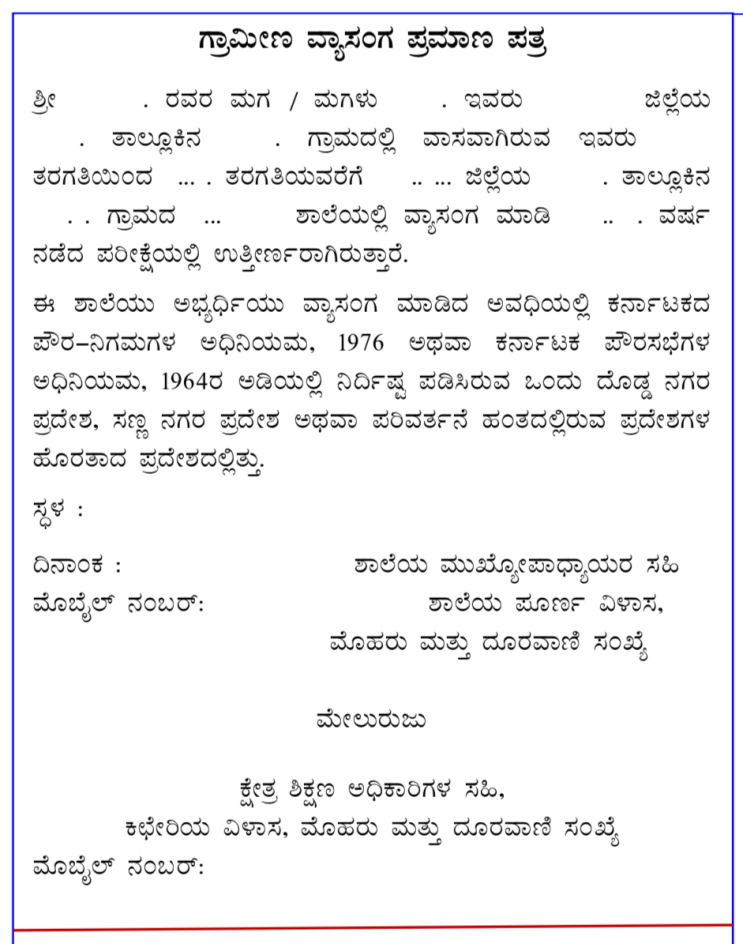 ಗ್ರಾಮೀಣ ವ್ಯಾಸಂಗ ಪ್ರಮಾಣ ಪತ್ರ
ಶ್ರೀ . ರವರ ಮಗ / ಮಗಳು . ಇವರು ಜಿಲ್ಲೆಯ
. ತಾಲ್ಲೂಕಿನ . ಗ್ರಾಮದಲ್ಲಿ ವಾಸವಾಗಿರುವ ಇವರು
ತರಗತಿಯಿಂದ ... . ತರಗತಿಯವರೆಗೆ .. ... ಜಿಲ್ಲೆಯ . ತಾಲ್ಲೂಕಿನ
. . ಗ್ರಾಮದ ... ಶಾಲೆಯಲ್ಲಿ ವ್ಯಾಸಂಗ ಮಾಡಿ .. . ವರ್ಷ
ನಡೆದ ಪರೀಕ್ಷೆಯಲ್ಲಿ ಉತ್ತೀರ್ಣರಾಗಿರುತ್ತಾರೆ.
ಈ ಶಾಲೆಯು ಅಭ್ಯರ್ಥಿಯು ವ್ಯಾಸಂಗ ಮಾಡಿದ ಅವಧಿಯಲ್ಲಿ ಕರ್ನಾಟಕದ
ಪೌರ–ನಿಗಮಗಳ ಅಧಿನಿಯಮ, 1976 ಅಥವಾ ಕರ್ನಾಟಕ ಪೌರಸಭೆಗಳ
ಅಧಿನಿಯಮ, 1964ರ ಅಡಿಯಲ್ಲಿ ನಿರ್ದಿಷ್ಟ ಪಡಿಸಿರುವ ಒಂದು ದೊಡ್ಡ ನಗರ
ಪ್ರದೇಶ, ಸಣ್ಣ ನಗರ ಪ್ರದೇಶ ಅಥವಾ ಪರಿವರ್ತನೆ ಹಂತದಲ್ಲಿರುವ ಪ್ರದೇಶಗಳ
ಹೊರತಾದ ಪ್ರದೇಶದಲ್ಲಿತ್ತು.
ಸ್ಥಳ :
ದಿನಾಂಕ : ಶಾಲೆಯ ಮುಖ್ಯೋಪಾಧ್ಯಾಯರ ಸಹಿ
ಮೊಬೈಲ್ ನಂಬರ್: ಶಾಲೆಯ ಪೂರ್ಣ ವಿಳಾಸ,
ಮೊಹರು ಮತ್ತು ದೂರವಾಣಿ ಸಂಖ್ಯೆ
ಮೇಲುರುಜು
ಕ್ಷೇತ್ರ ಶಿಕ್ಷಣ ಅಧಿಕಾರಿಗಳ ಸಹಿ,
ಕಛೇರಿಯ ವಿಳಾಸ, ಮೊಹರು ಮತ್ತು ದೂರವಾಣಿ ಸಂಖ್ಯೆ
ಮೊಬೈಲ್ ನಂಬರ್: